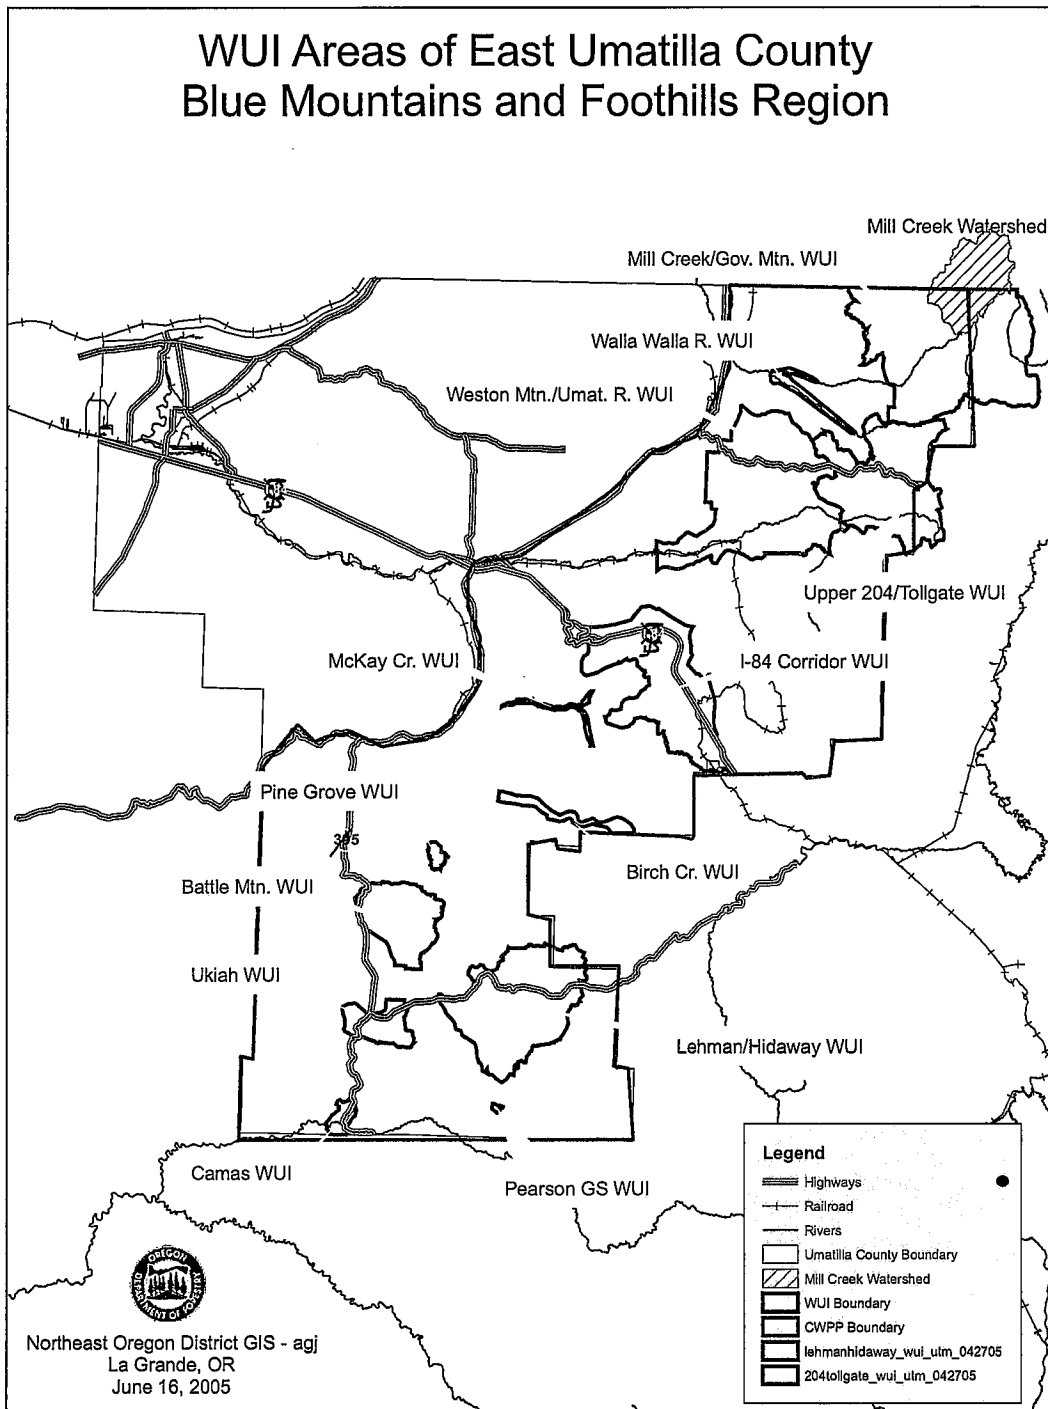 WUI Areas of East Umatilla County
Blue Mountains and Foothills Region
Mill Creek Watershed
Mill Creek/Gov. Mtn. WUI
Walla Walla R. WUI
Weston Mtn./Umat. R. WUI
Upper 204/Tollgate WUI
McKay Cr. WUI
I-84 Corridor WUI
Pine Grove WUI
395
Birch Cr. WUI
Battle Mtn. WUI
Ukiah WUI
Lehman/Hidaway WUI
Camas WUI
Pearson GS WUI
Legend
Highways
Railroad
Rivers
Umatilla County Boundary
Mill Creek Watershed
WUI Boundary
CWPP Boundary
lehmanhidaway_wui_utm_042705
204tollgate_wui_utm_042705
OREGON
DEPARTMENT OF FORESTRY
Northeast Oregon District GIS - agj
La Grande, OR
June 16, 2005